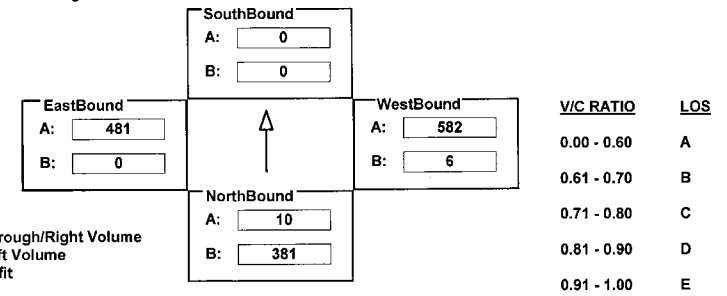 SouthBound
A: 0
B: 0
EastBound
A: 481
B: 0
WestBound
A: 582
B: 6
NorthBound
A: 10
B: 381
rough/Right Volume
ft Volume
fit
V/C RATIO LOS
0.00 - 0.60 A
0.61 - 0.70 B
0.71 - 0.80 C
0.81 - 0.90 D
0.91 - 1.00 E